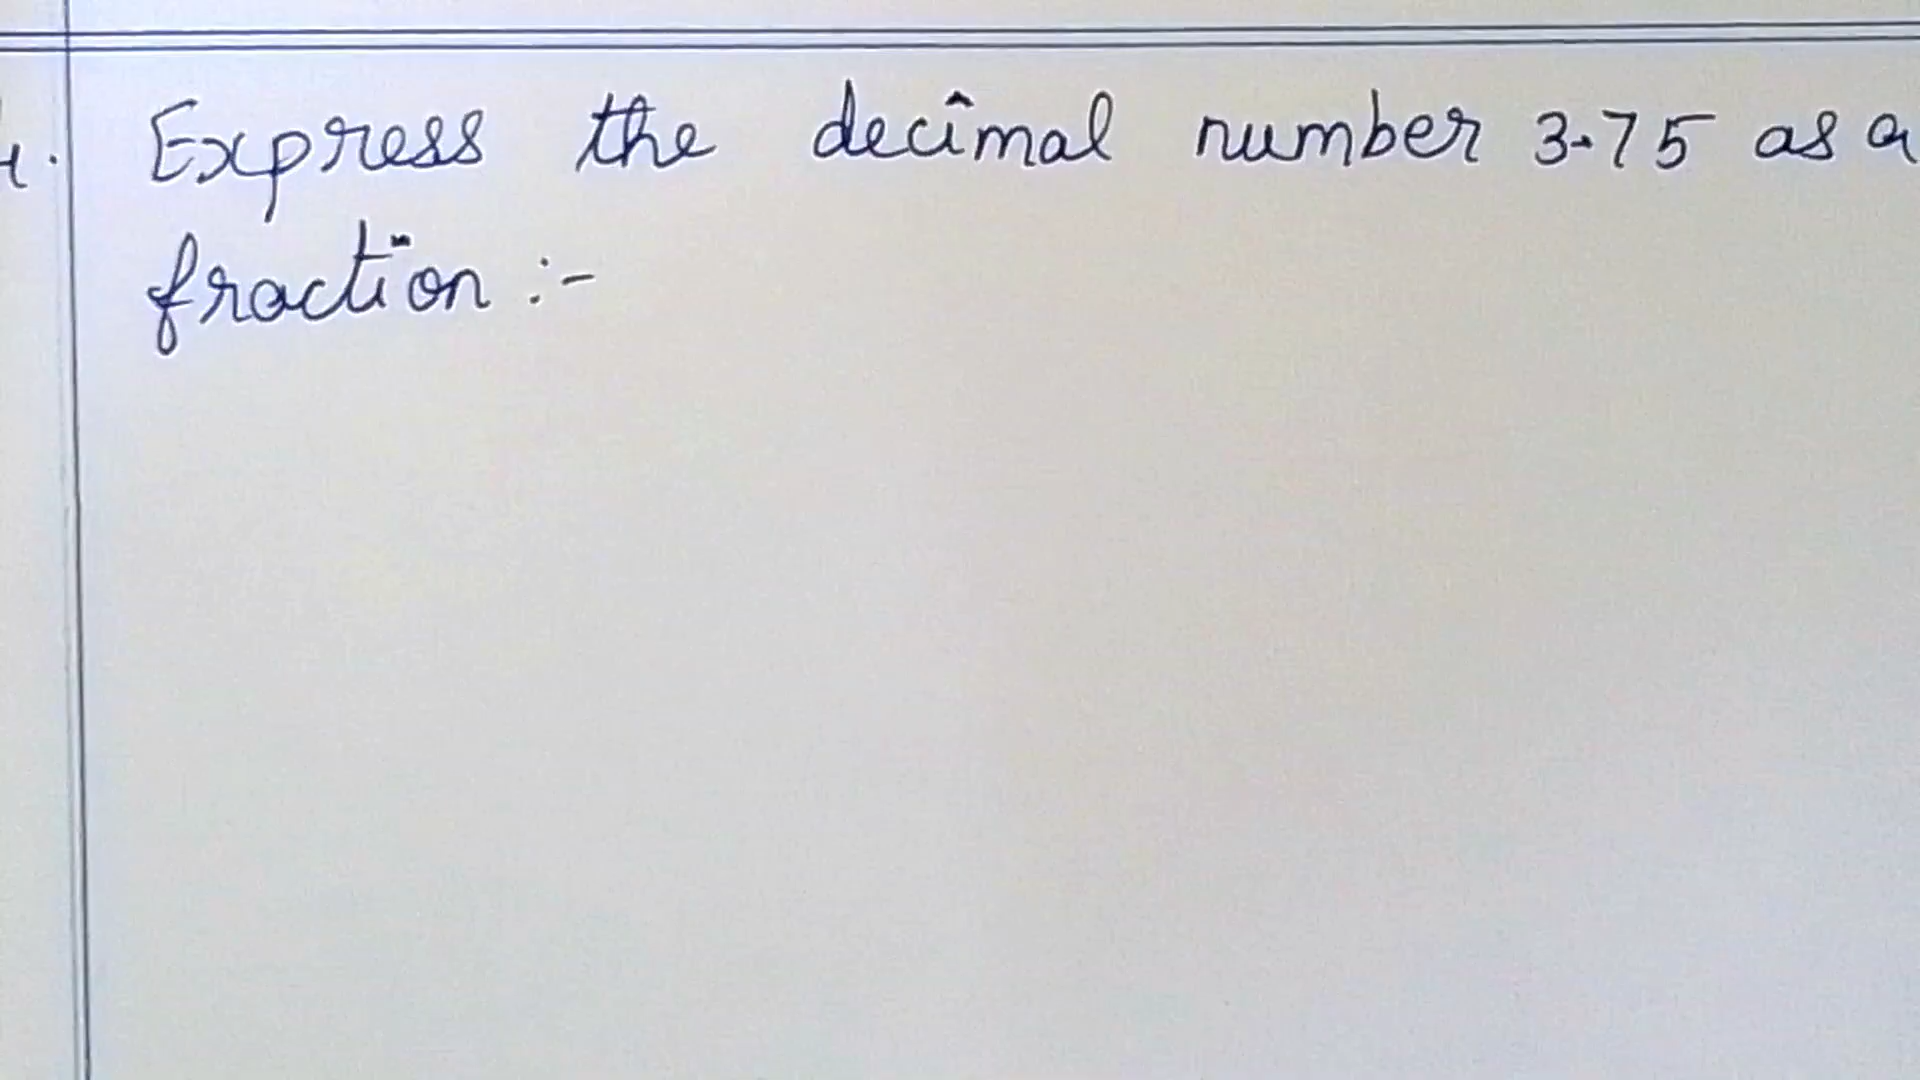 Express the decimal number 3.75 as a
fraction :-